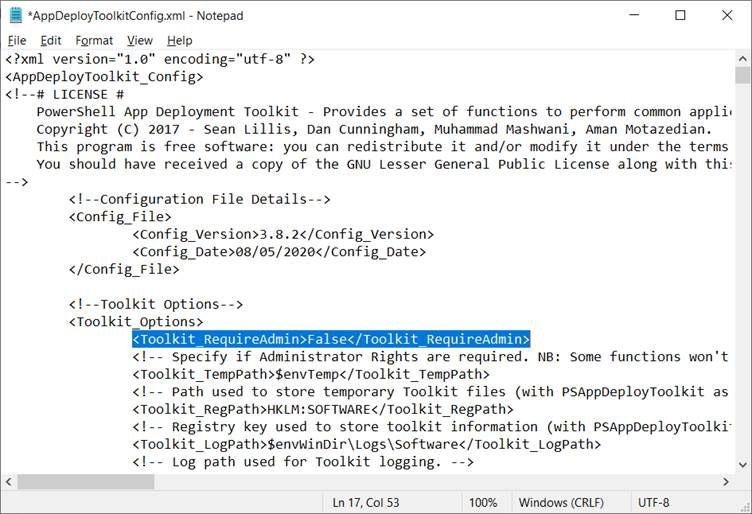 *AppDeployToolkitConfig.xml - Notepad
File Edit Format View Help
<?xml version="1.0" encoding="utf-8" ?>
<AppDeployToolkit_Config>
<!--# LICENSE #
PowerShell App Deployment Toolkit - Provides a set of functions to perform common appli
Copyright (C) 2017 - Sean Lillis, Dan Cunningham, Muhammad Mashwani, Aman Motazedian.
This program is free software: you can redistribute it and/or modify it under the terms
You should have received a copy of the GNU Lesser General Public License along with this
-->
<!--Configuration File Details-->
<Config_File>
<Config_Version>3.8.2</Config_Version>
<Config_Date>08/05/2020</Config_Date>
</Config_File>
<!--Toolkit Options-->
<Toolkit_Options>
<Toolkit_RequireAdmin>False</Toolkit_RequireAdmin>
<!-- Specify if Administrator Rights are required. NB: Some functions won't
<Toolkit_TempPath>$envTemp</Toolkit_TempPath>
<!-- Path used to store temporary Toolkit files (with PSAppDeployToolkit as
<Toolkit_RegPath>HKLM:SOFTWARE</Toolkit_RegPath>
<!-- Registry key used to store toolkit information (with PSAppDeployToolkit
<Toolkit_LogPath>$envWinDir\Logs\Software</Toolkit_LogPath>
<!-- Log path used for Toolkit logging. -->
Ln 17, Col 53 100% Windows (CRLF) UTF-8